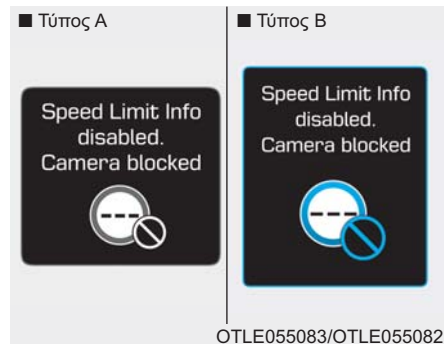 ■ Τύπος A
Speed Limit Info
disabled.
Camera blocked
---
■ Τύπος B
Speed Limit Info
disabled.
Camera blocked
---
OTLE055083/OTLE055082